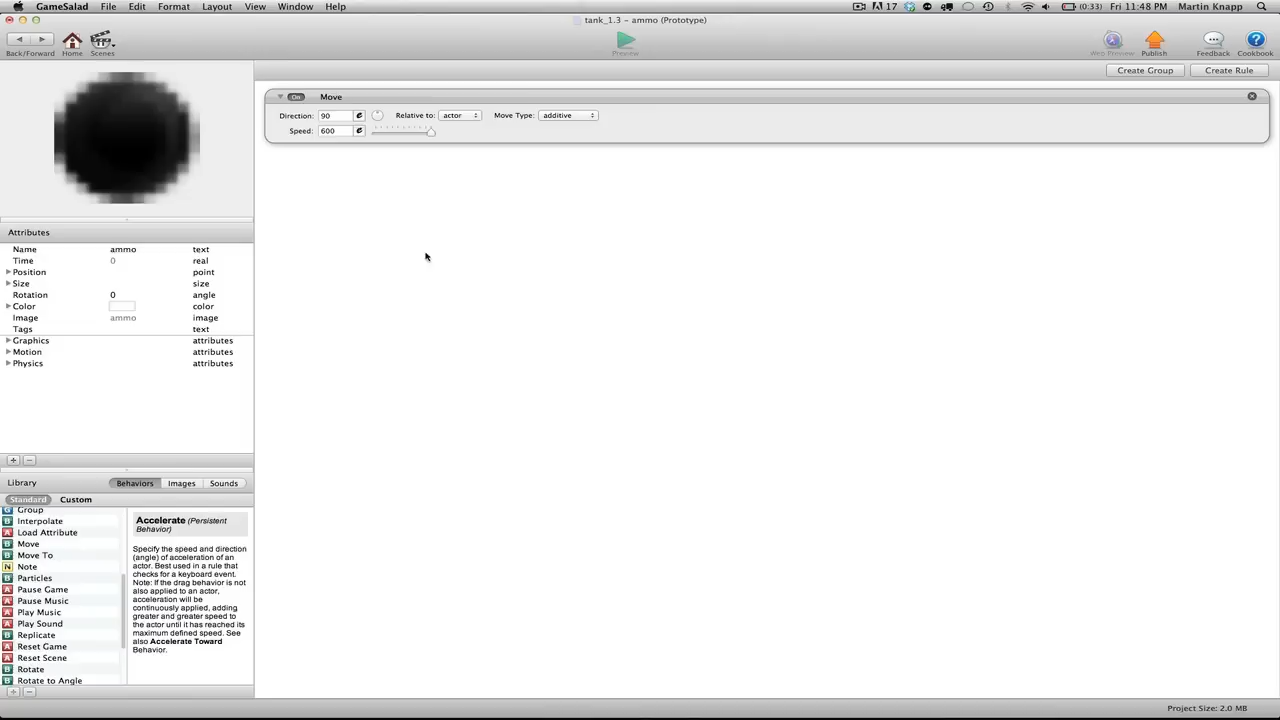 GameSalad File Edit Format Layout View Window Help 17 (0:33) Fri 11:48 PM Martin Knapp
tank_1.3 – ammo (Prototype)
Back/Forward Home Scenes Preview Web Preview Publish Feedback Cookbook
Create Group Create Rule
On Move
Direction: 90 Relative to: actor Move Type: additive
Speed: 600
Attributes
Name ammo text
Time 0 real
Position point
Size size
Rotation 0 angle
Color color
Image ammo image
Tags text
Graphics attributes
Motion attributes
Physics attributes
Library Behaviors Images Sounds
Standard Custom
G Group
B Interpolate
A Load Attribute
B Move
B Move To
N Note
B Particles
A Pause Game
A Pause Music
A Play Music
A Play Sound
B Replicate
A Reset Game
A Reset Scene
B Rotate
B Rotate to Angle
Accelerate (Persistent
Behavior)
Specify the speed and direction
(angle) of acceleration of an
actor. Best used in a rule that
checks for a keyboard event.
Note: If the drag behavior is not
also applied to an actor,
acceleration will be
continuously applied, adding
greater and greater speed to
the actor until it has reached its
maximum defined speed. See
also Accelerate Toward
Behavior.
Project Size: 2.0 MB